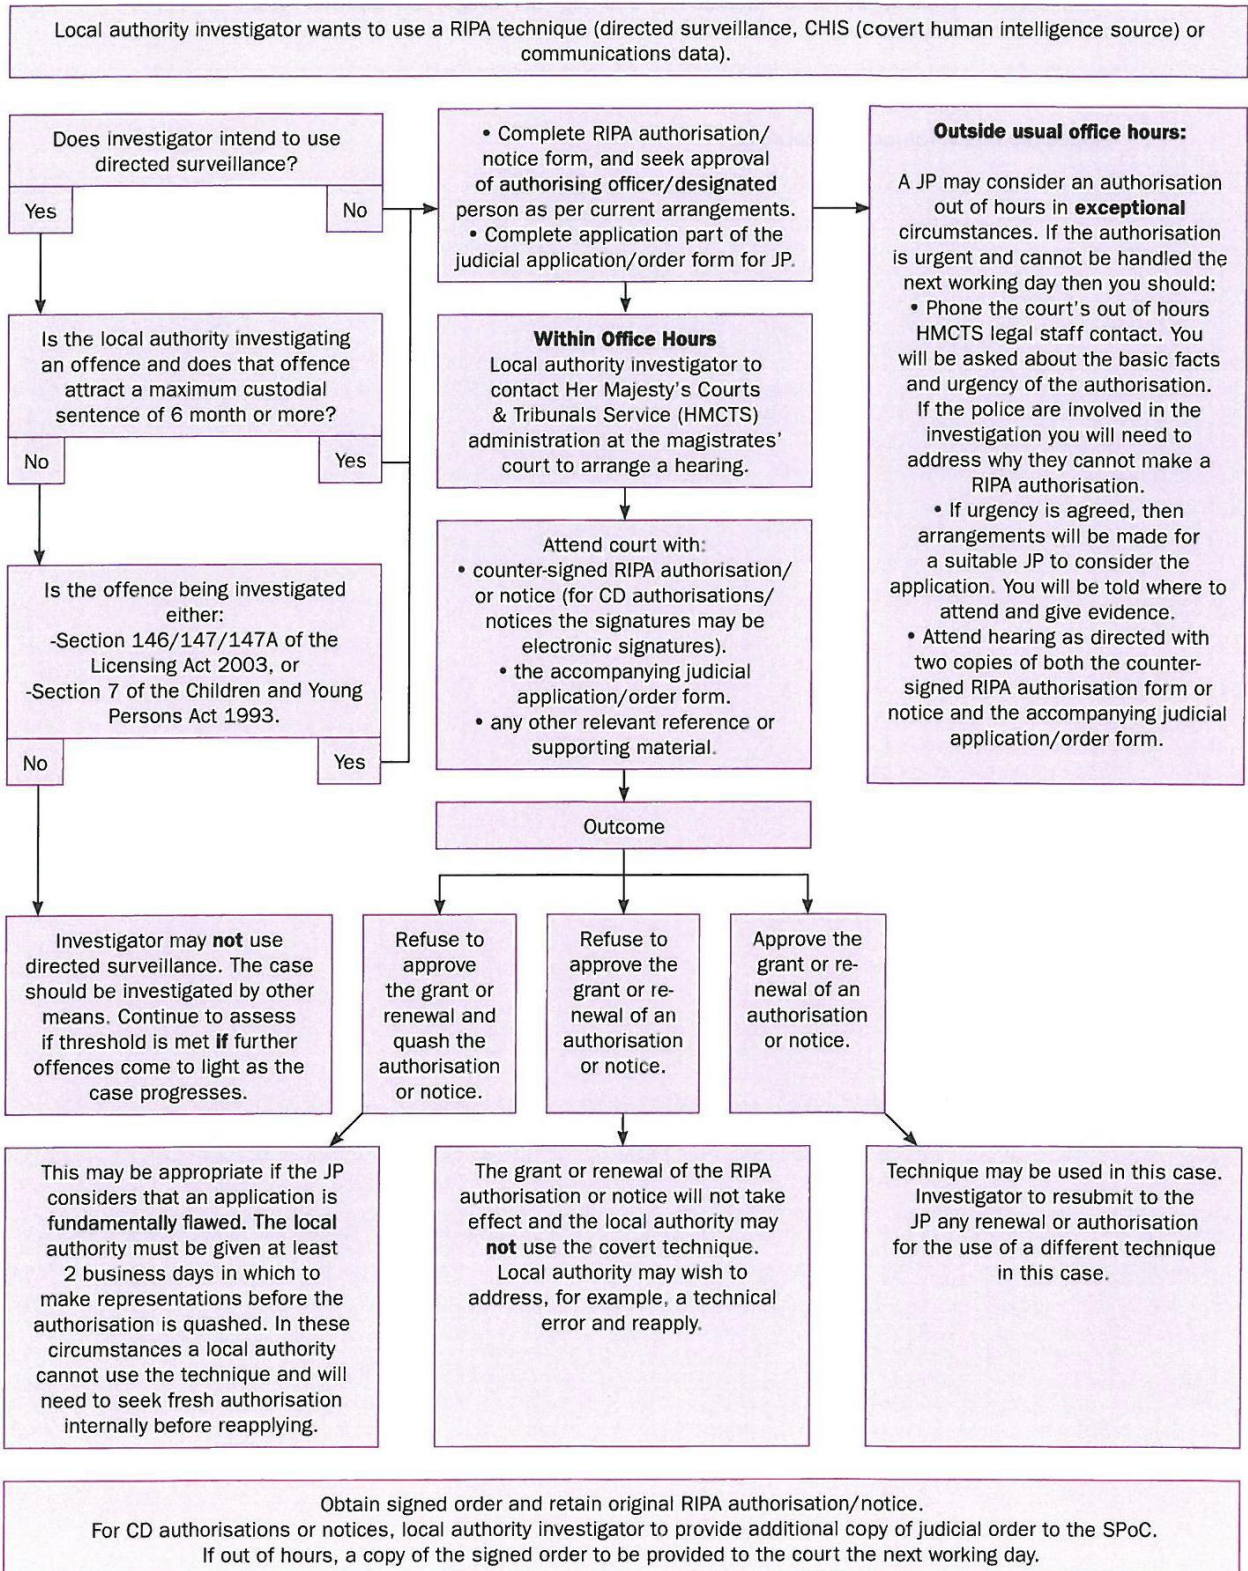 Local authority investigator wants to use a RIPA technique (directed surveillance, CHIS (covert human intelligence source) or
communications data).
Does investigator intend to use
directed surveillance?
Yes
No
Is the local authority investigating
an offence and does that offence
attract a maximum custodial
sentence of 6 month or more?
No
Yes
Is the offence being investigated
either:
-Section 146/147/147A of the
Licensing Act 2003, or
-Section 7 of the Children and Young
Persons Act 1993.
No
Yes
• Complete RIPA authorisation/
notice form, and seek approval
of authorising officer/designated
person as per current arrangements.
• Complete application part of the
judicial application/order form for JP.
Within Office Hours
Local authority investigator to
contact Her Majesty's Courts
& Tribunals Service (HMCTS)
administration at the magistrates'
court to arrange a hearing.
Attend court with:
• counter-signed RIPA authorisation/
or notice (for CD authorisations/
notices the signatures may be
electronic signatures).
• the accompanying judicial
application/order form.
• any other relevant reference or
supporting material.
Outside usual office hours:
A JP may consider an authorisation
out of hours in exceptional
circumstances. If the authorisation
is urgent and cannot be handled the
next working day then you should:
• Phone the court's out of hours
HMCTS legal staff contact. You
will be asked about the basic facts
and urgency of the authorisation.
If the police are involved in the
investigation you will need to
address why they cannot make a
RIPA authorisation.
• If urgency is agreed, then
arrangements will be made for
a suitable JP to consider the
application. You will be told where to
attend and give evidence.
• Attend hearing as directed with
two copies of both the counter-
signed RIPA authorisation form or
notice and the accompanying judicial
application/order form.
Outcome
Investigator may not use
directed surveillance. The case
should be investigated by other
means. Continue to assess
if threshold is met if further
offences come to light as the
case progresses.
Refuse to
approve
the grant or
renewal and
quash the
authorisation
or notice.
Refuse to
approve the
grant or re-
newal of an
authorisation
or notice.
Approve the
grant or re-
newal of an
authorisation
or notice.
This may be appropriate if the JP
considers that an application is
fundamentally flawed. The local
authority must be given at least
2 business days in which to
make representations before the
authorisation is quashed. In these
circumstances a local authority
cannot use the technique and will
need to seek fresh authorisation
internally before reapplying.
The grant or renewal of the RIPA
authorisation or notice will not take
effect and the local authority may
not use the covert technique.
Local authority may wish to
address, for example, a technical
error and reapply.
Technique may be used in this case.
Investigator to resubmit to the
JP any renewal or authorisation
for the use of a different technique
in this case.
Obtain signed order and retain original RIPA authorisation/notice.
For CD authorisations or notices, local authority investigator to provide additional copy of judicial order to the SPoC.
If out of hours, a copy of the signed order to be provided to the court the next working day.